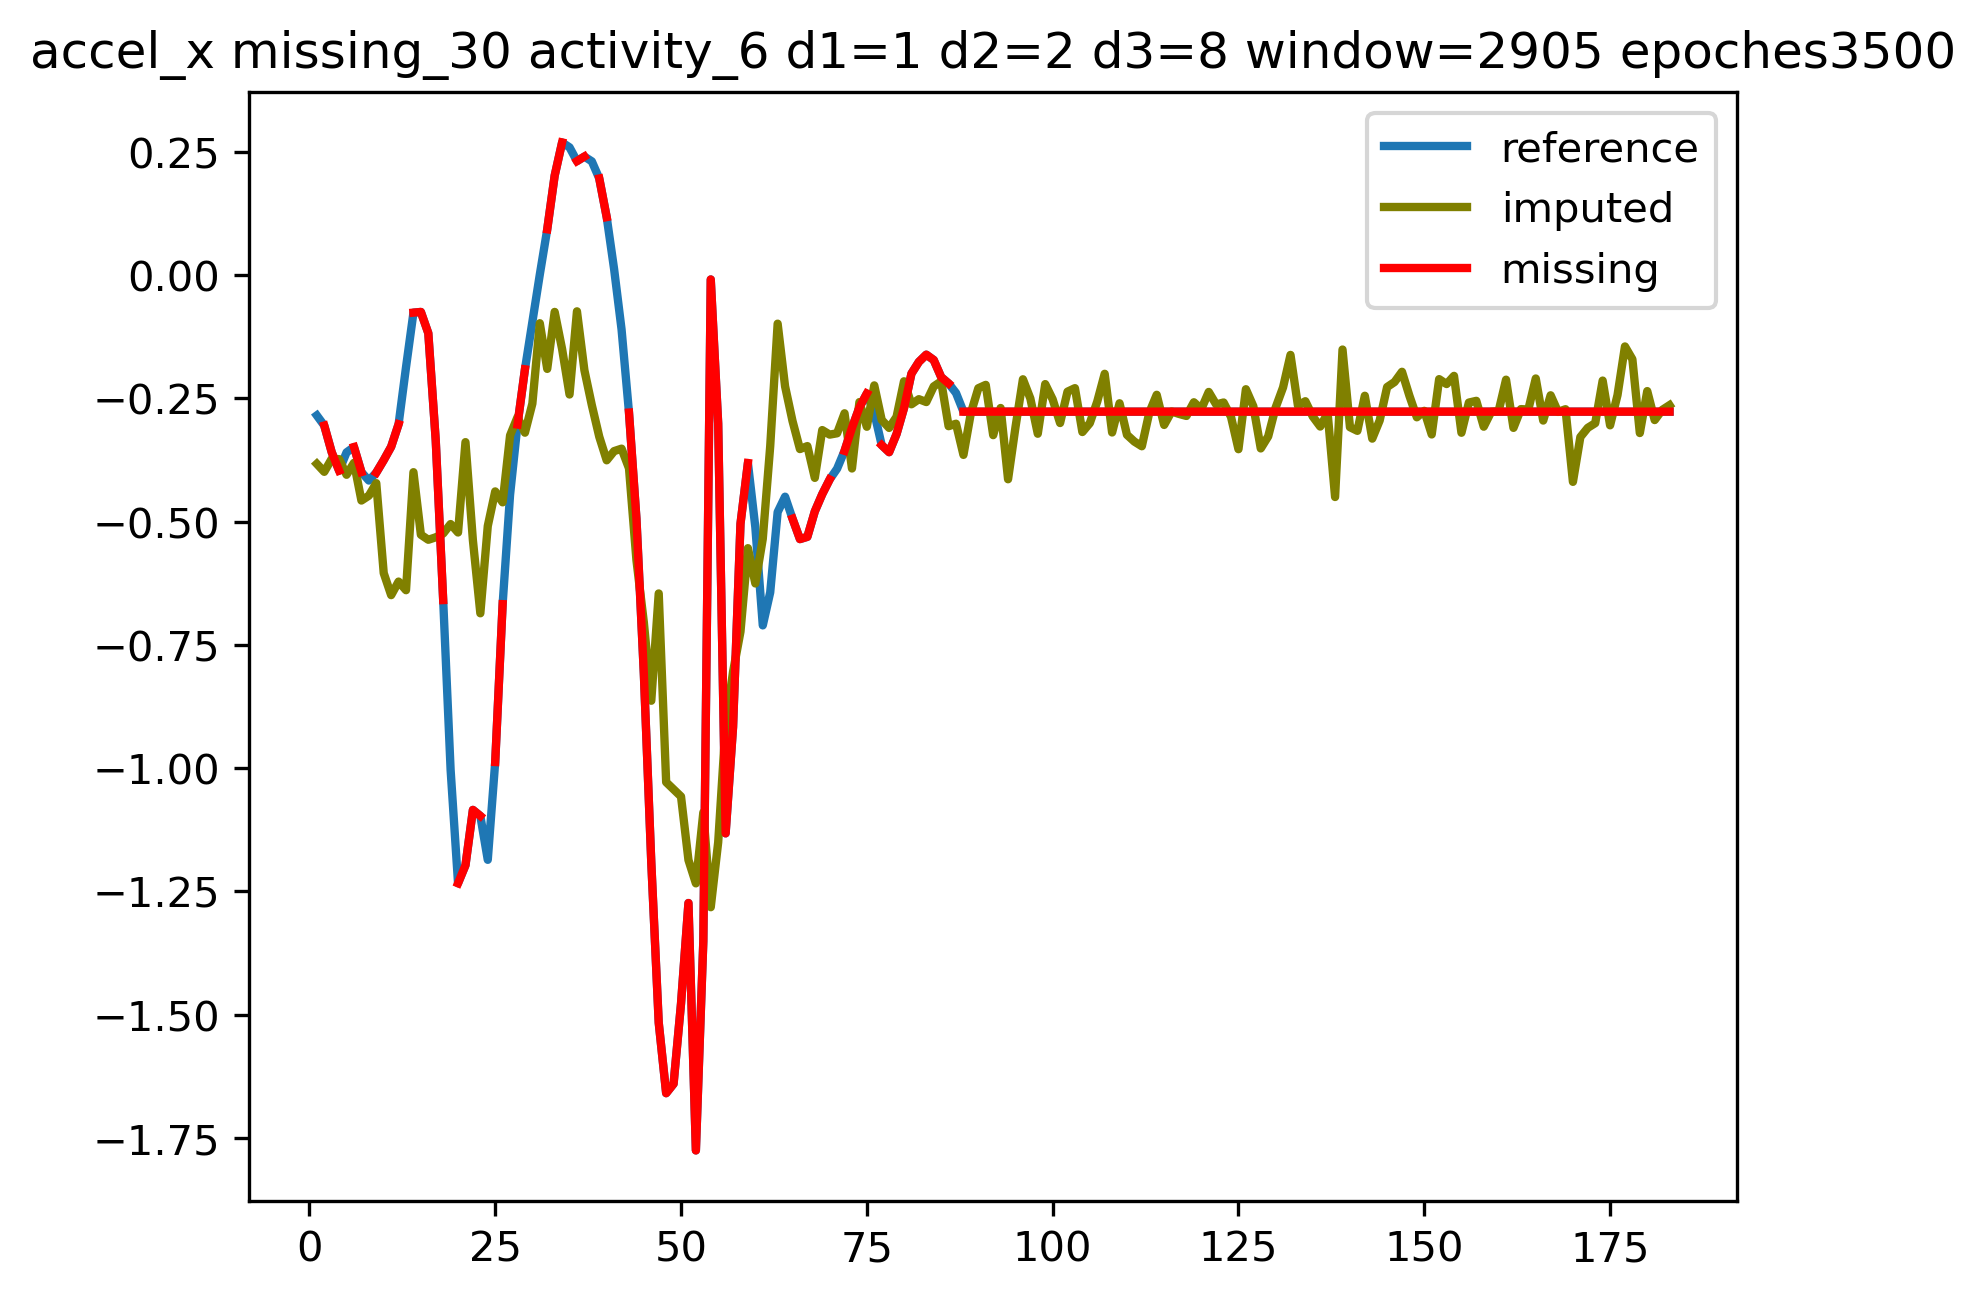 accel_x missing_30 activity_6 d1=1 d2=2 d3=8 window=2905 epoches3500
reference
imputed
missing
0.25
0.00
−0.25
−0.50
−0.75
−1.00
−1.25
−1.50
−1.75
0 25 50 75 100 125 150 175